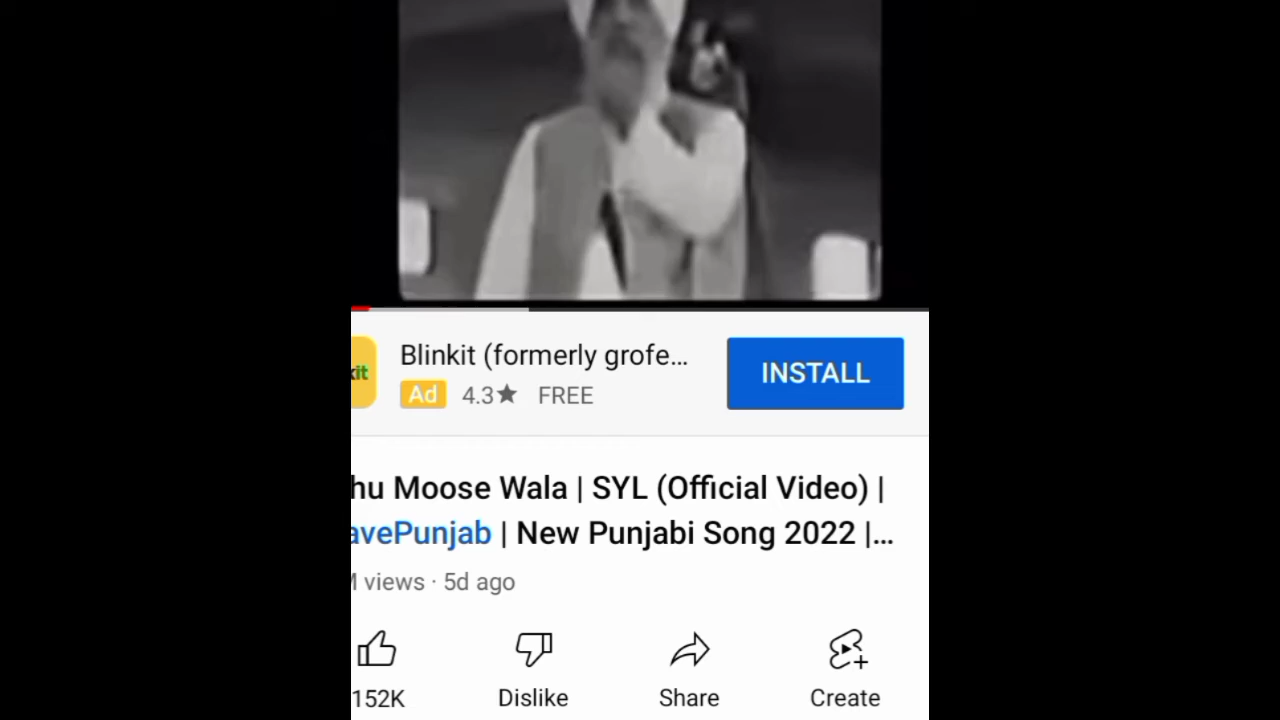 kit
Blinkit (formerly grofe...
INSTALL
Ad 4.3★ FREE
hu Moose Wala | SYL (Official Video) |
avePunjab | New Punjabi Song 2022 |...
M views · 5d ago
152K
Dislike
Share
Create